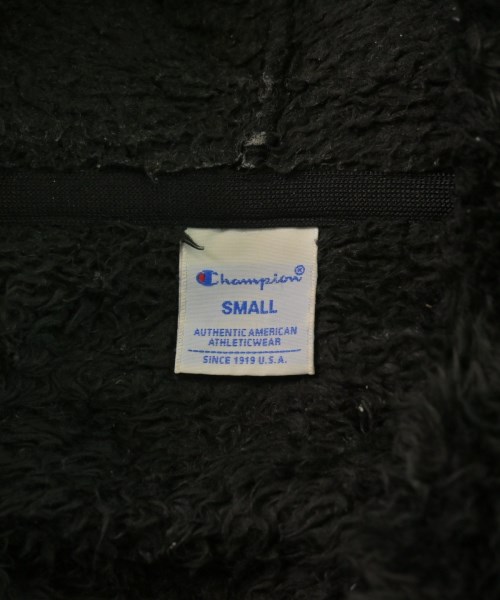 Champion®
SMALL
AUTHENTIC AMERICAN
ATHLETICWEAR
SINCE 1919 U.S.A.